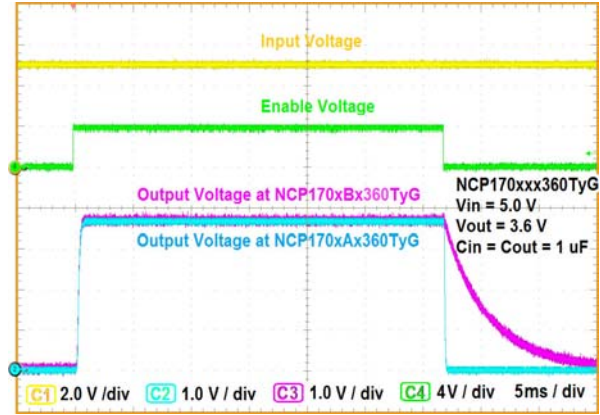 Input Voltage
Enable Voltage
Output Voltage at NCP170xBx360TyG
NCP170xxx360TyG
Vin = 5.0 V
Vout = 3.6 V
Cin = Cout = 1 uF
Output Voltage at NCP170xAx360TyG
C1 2.0 V / div C2 1.0 V / div C3 1.0 V / div C4 4V / div 5ms / div